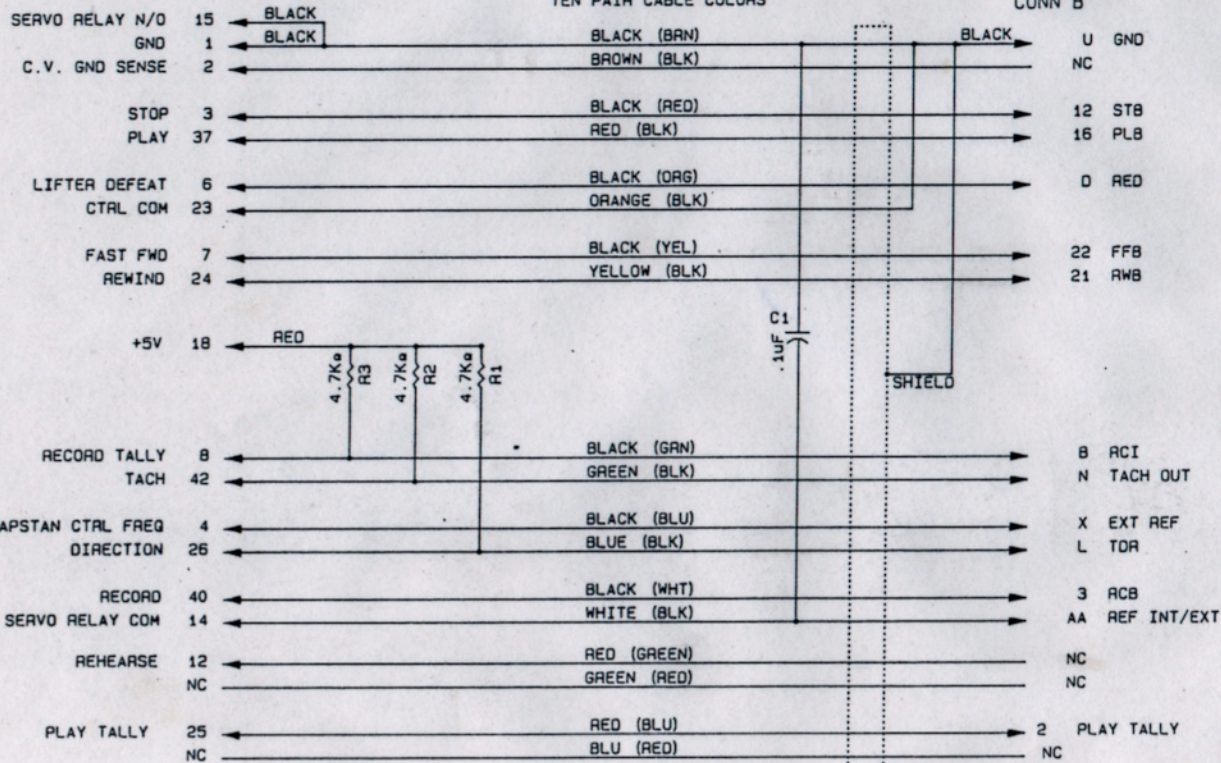 TEN PAIR CABLE COLORS CONN B
SERVO RELAY N/O 15 BLACK
GND 1 BLACK BLACK (BRN) BLACK U GND
C.V. GND SENSE 2 BROWN (BLK) NC
STOP 3 BLACK (RED) 12 STB
PLAY 37 RED (BLK) 16 PLB
LIFTER DEFEAT 6 BLACK (ORG) D RED
CTRL COM 23 ORANGE (BLK)
FAST FWD 7 BLACK (YEL) 22 FFB
REWIND 24 YELLOW (BLK) 21 RWB
C1
.1uF
+5V 18 RED
4.7KΩ R3 4.7KΩ R2 4.7KΩ R1
SHIELD
RECORD TALLY 8 BLACK (GRN) B RCI
TACH 42 GREEN (BLK) N TACH OUT
APSTAN CTRL FREQ 4 BLACK (BLU) X EXT REF
DIRECTION 26 BLUE (BLK) L TDR
RECORD 40 BLACK (WHT) 3 RCB
SERVO RELAY COM 14 WHITE (BLK) AA REF INT/EXT
REHEARSE 12 RED (GREEN) NC
NC GREEN (RED) NC
PLAY TALLY 25 RED (BLU) 2 PLAY TALLY
NC BLU (RED) NC